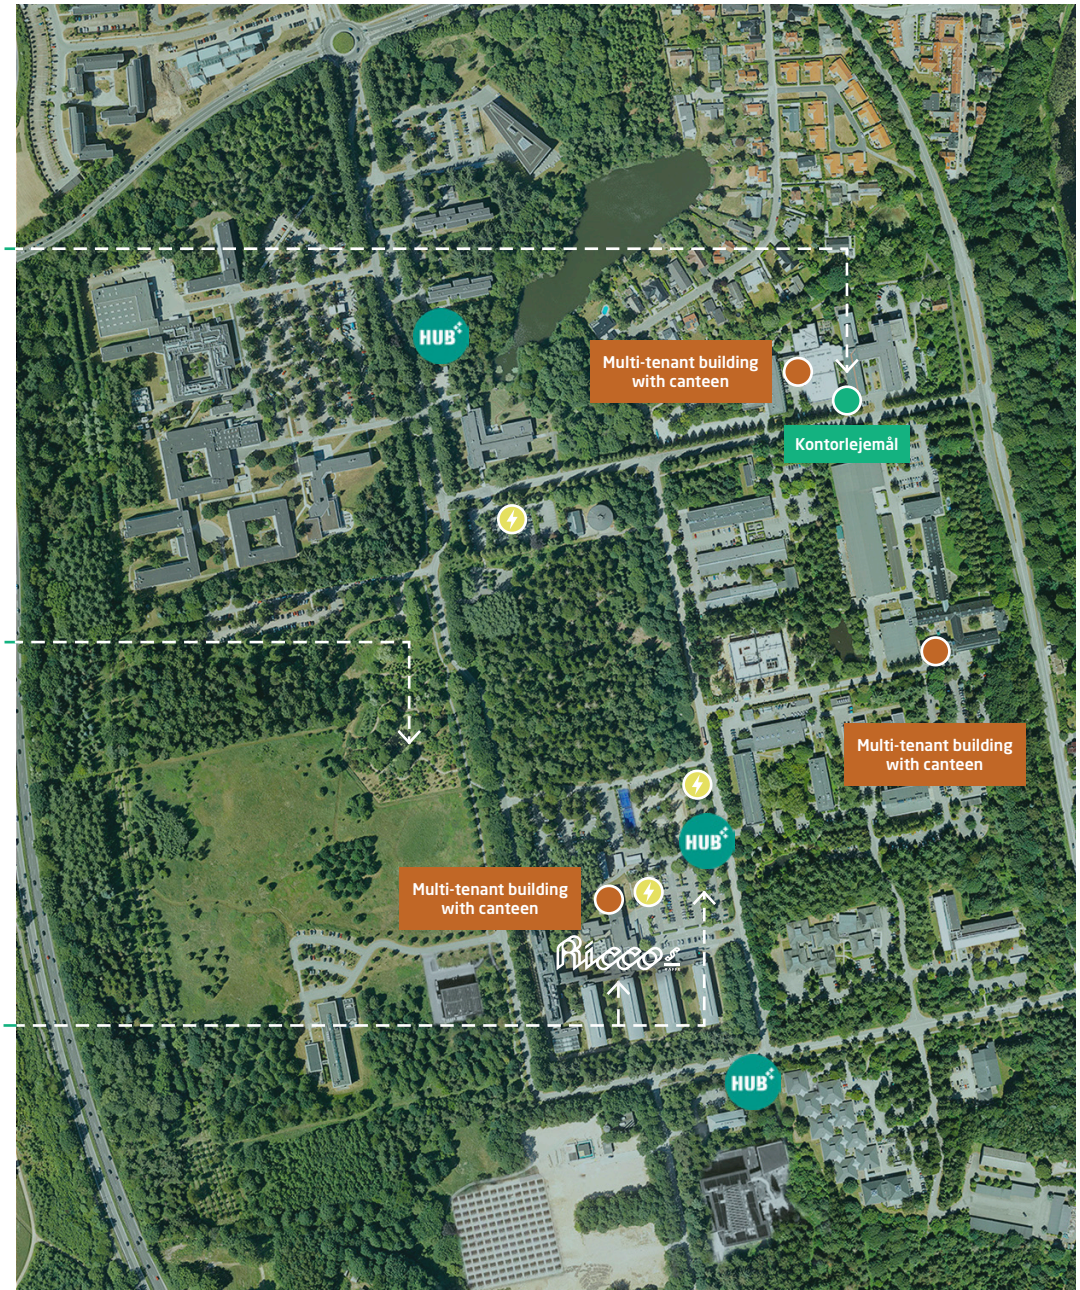 HUB
Multi-tenant building
with canteen
Kontorlejemål
Multi-tenant building
with canteen
HUB
Multi-tenant building
with canteen
Ricco's
HUB